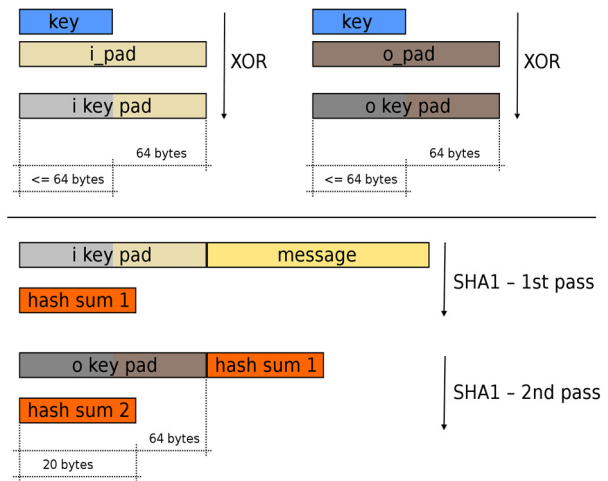 key
i_pad
XOR
i key pad
64 bytes
<= 64 bytes
key
o_pad
XOR
o key pad
64 bytes
<= 64 bytes
i key pad message
SHA1 – 1st pass
hash sum 1
o key pad hash sum 1
SHA1 – 2nd pass
hash sum 2
64 bytes
20 bytes